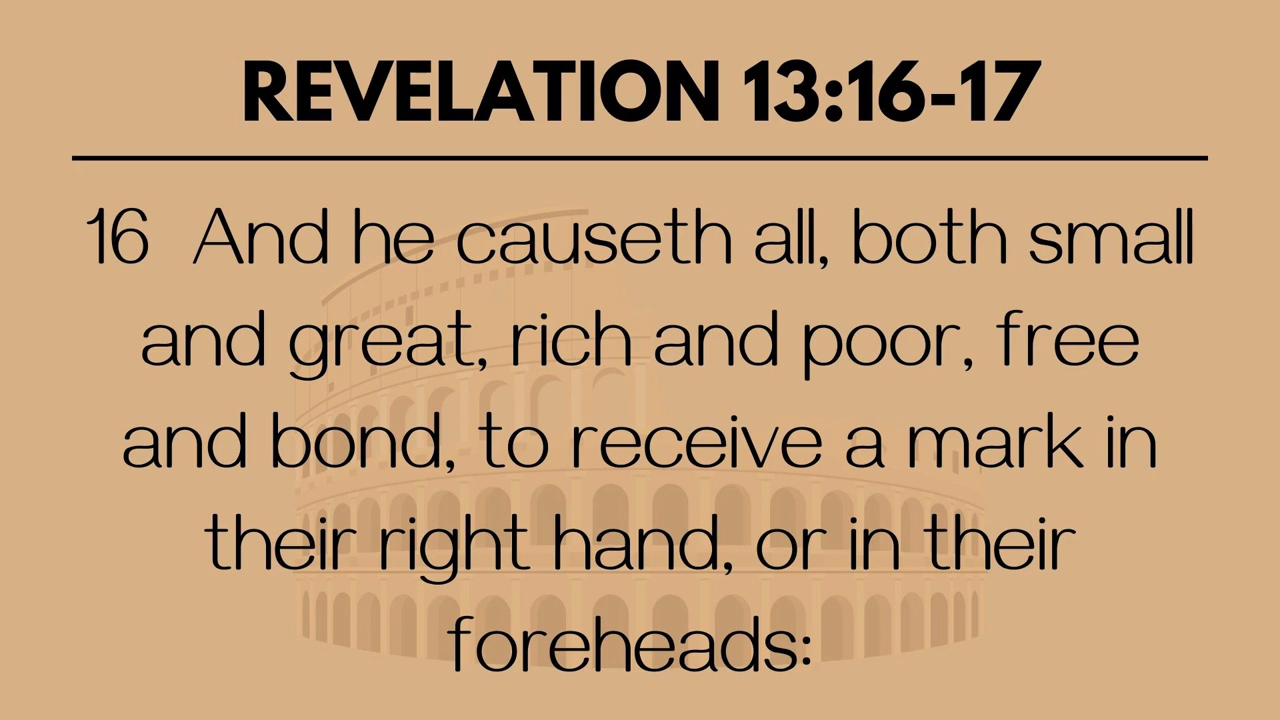 REVELATION 13:16-17
16 And he causeth all, both small
and great, rich and poor, free
and bond, to receive a mark in
their right hand, or in their
foreheads: